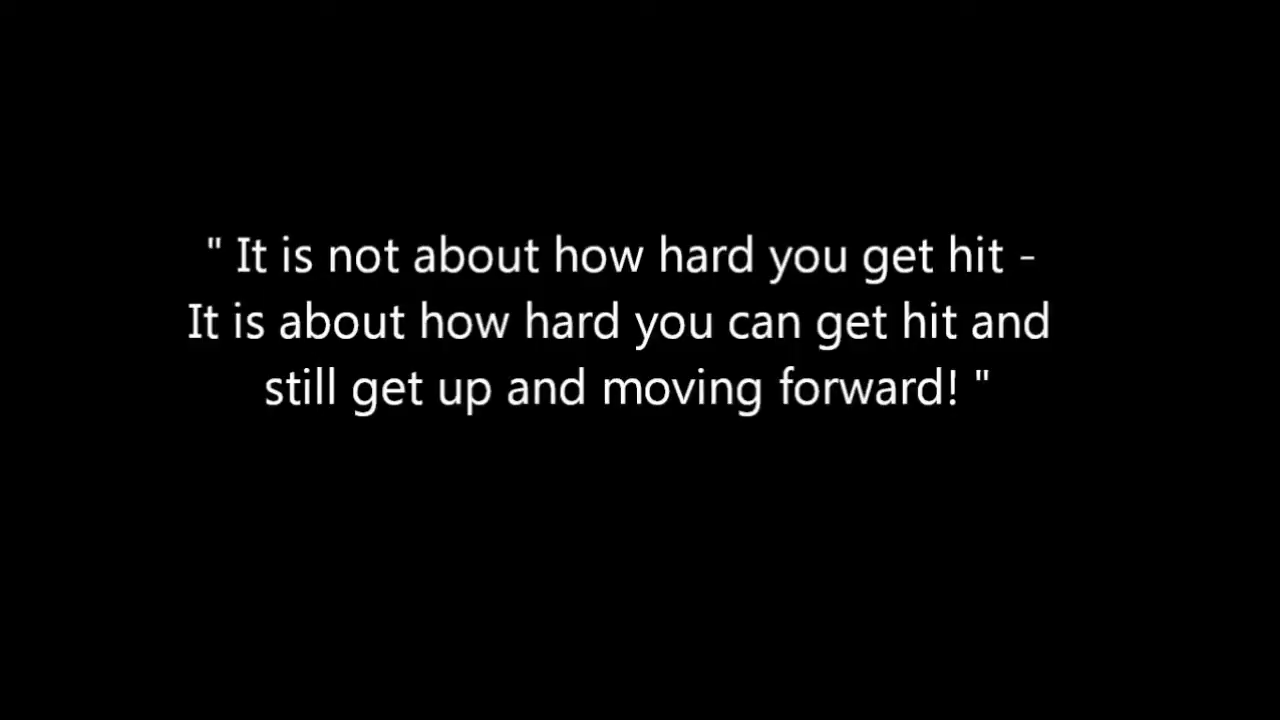 " It is not about how hard you get hit -
It is about how hard you can get hit and
still get up and moving forward! "